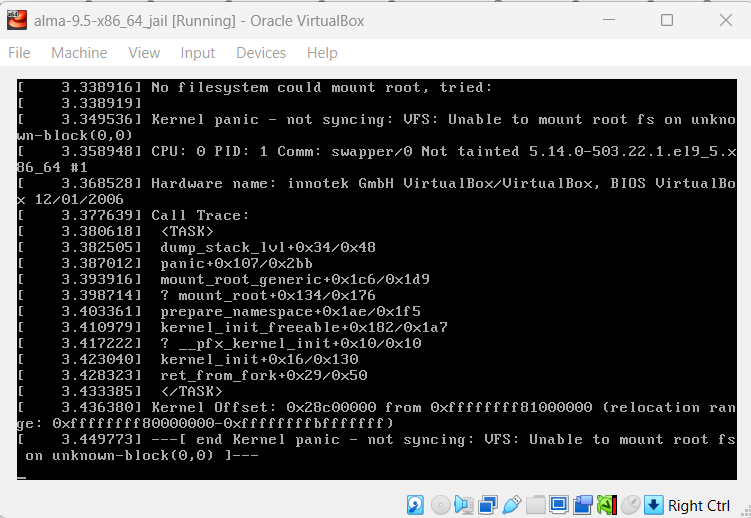 alma-9.5-x86_64_jail [Running] - Oracle VirtualBox
File Machine View Input Devices Help
[    3.338916] No filesystem could mount root, tried:
[    3.338919]
[    3.349536] Kernel panic - not syncing: VFS: Unable to mount root fs on unkno
wn-block(0,0)
[    3.358948] CPU: 0 PID: 1 Comm: swapper/0 Not tainted 5.14.0-503.22.1.el9_5.x
86_64 #1
[    3.368528] Hardware name: innotek GmbH VirtualBox/VirtualBox, BIOS VirtualBo
x 12/01/2006
[    3.377639] Call Trace:
[    3.380618]  <TASK>
[    3.382505]  dump_stack_lvl+0x34/0x48
[    3.387012]  panic+0x107/0x2bb
[    3.393916]  mount_root_generic+0x1c6/0x1d9
[    3.398714]  ? mount_root+0x134/0x176
[    3.403361]  prepare_namespace+0x1ae/0x1f5
[    3.410979]  kernel_init_freeable+0x182/0x1a7
[    3.417222]  ? __pfx_kernel_init+0x10/0x10
[    3.423040]  kernel_init+0x16/0x130
[    3.428323]  ret_from_fork+0x29/0x50
[    3.433385]  </TASK>
[    3.436380] Kernel Offset: 0x28c00000 from 0xffffffff81000000 (relocation ran
ge: 0xffffffff80000000-0xffffffffbfffffff)
[    3.449773] ---[ end Kernel panic - not syncing: VFS: Unable to mount root fs
 on unknown-block(0,0) ]---
Right Ctrl